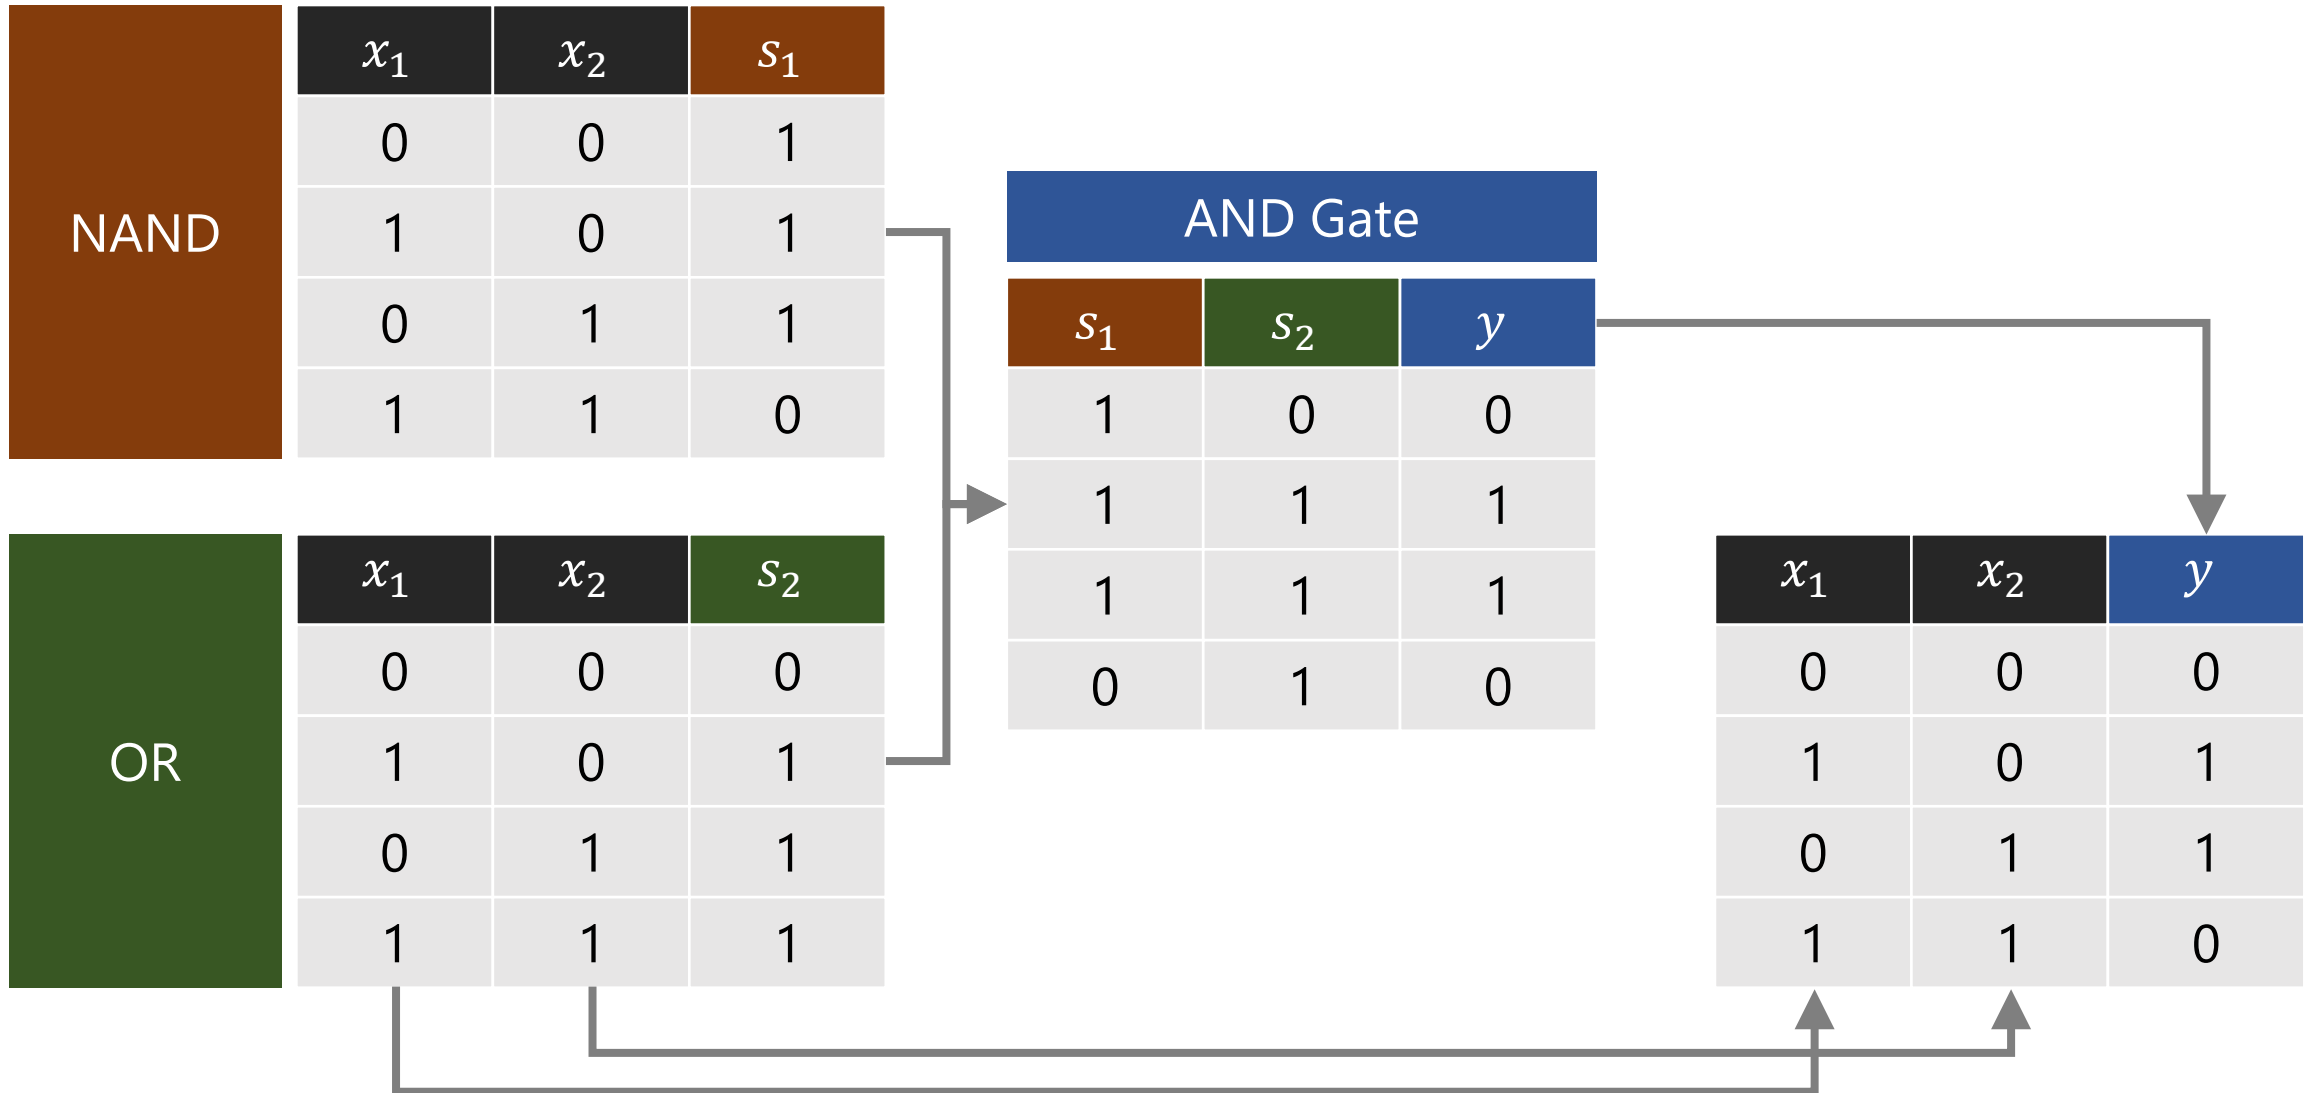 NAND
x₁ x₂ s₁
0 0 1
1 0 1
0 1 1
1 1 0
OR
x₁ x₂ s₂
0 0 0
1 0 1
0 1 1
1 1 1
AND Gate
s₁ s₂ y
1 0 0
1 1 1
1 1 1
0 1 0
x₁ x₂ y
0 0 0
1 0 1
0 1 1
1 1 0